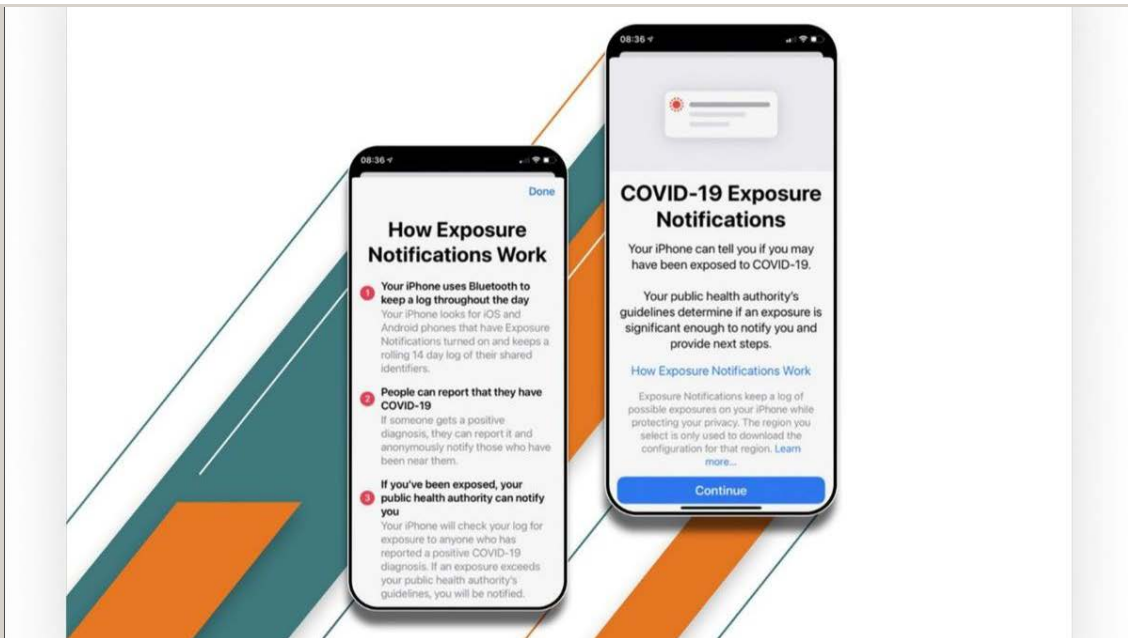 08:36
Done
How Exposure
Notifications Work
1
Your iPhone uses Bluetooth to
keep a log throughout the day
Your iPhone looks for iOS and
Android phones that have Exposure
Notifications turned on and keeps a
rolling 14 day log of their shared
identifiers.
2
People can report that they have
COVID-19
If someone gets a positive
diagnosis, they can report it and
anonymously notify those who have
been near them.
3
If you've been exposed, your
public health authority can notify
you
Your iPhone will check your log for
exposure to anyone who has
reported a positive COVID-19
diagnosis. If an exposure exceeds
your public health authority's
guidelines, you will be notified.
08:36
COVID-19 Exposure
Notifications
Your iPhone can tell you if you may
have been exposed to COVID-19.
Your public health authority's
guidelines determine if an exposure is
significant enough to notify you and
provide next steps.
How Exposure Notifications Work
Exposure Notifications keep a log of
possible exposures on your iPhone while
protecting your privacy. The region you
select is only used to download the
configuration for that region. Learn
more...
Continue